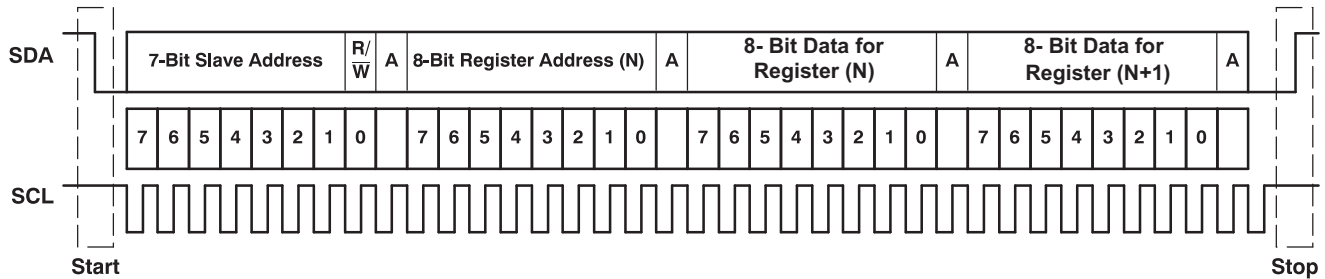 SDA
7-Bit Slave Address
R/
W
A
8-Bit Register Address (N)
A
8- Bit Data for
Register (N)
A
8- Bit Data for
Register (N+1)
A
7 6 5 4 3 2 1 0 7 6 5 4 3 2 1 0 7 6 5 4 3 2 1 0 7 6 5 4 3 2 1 0
SCL
Start
Stop